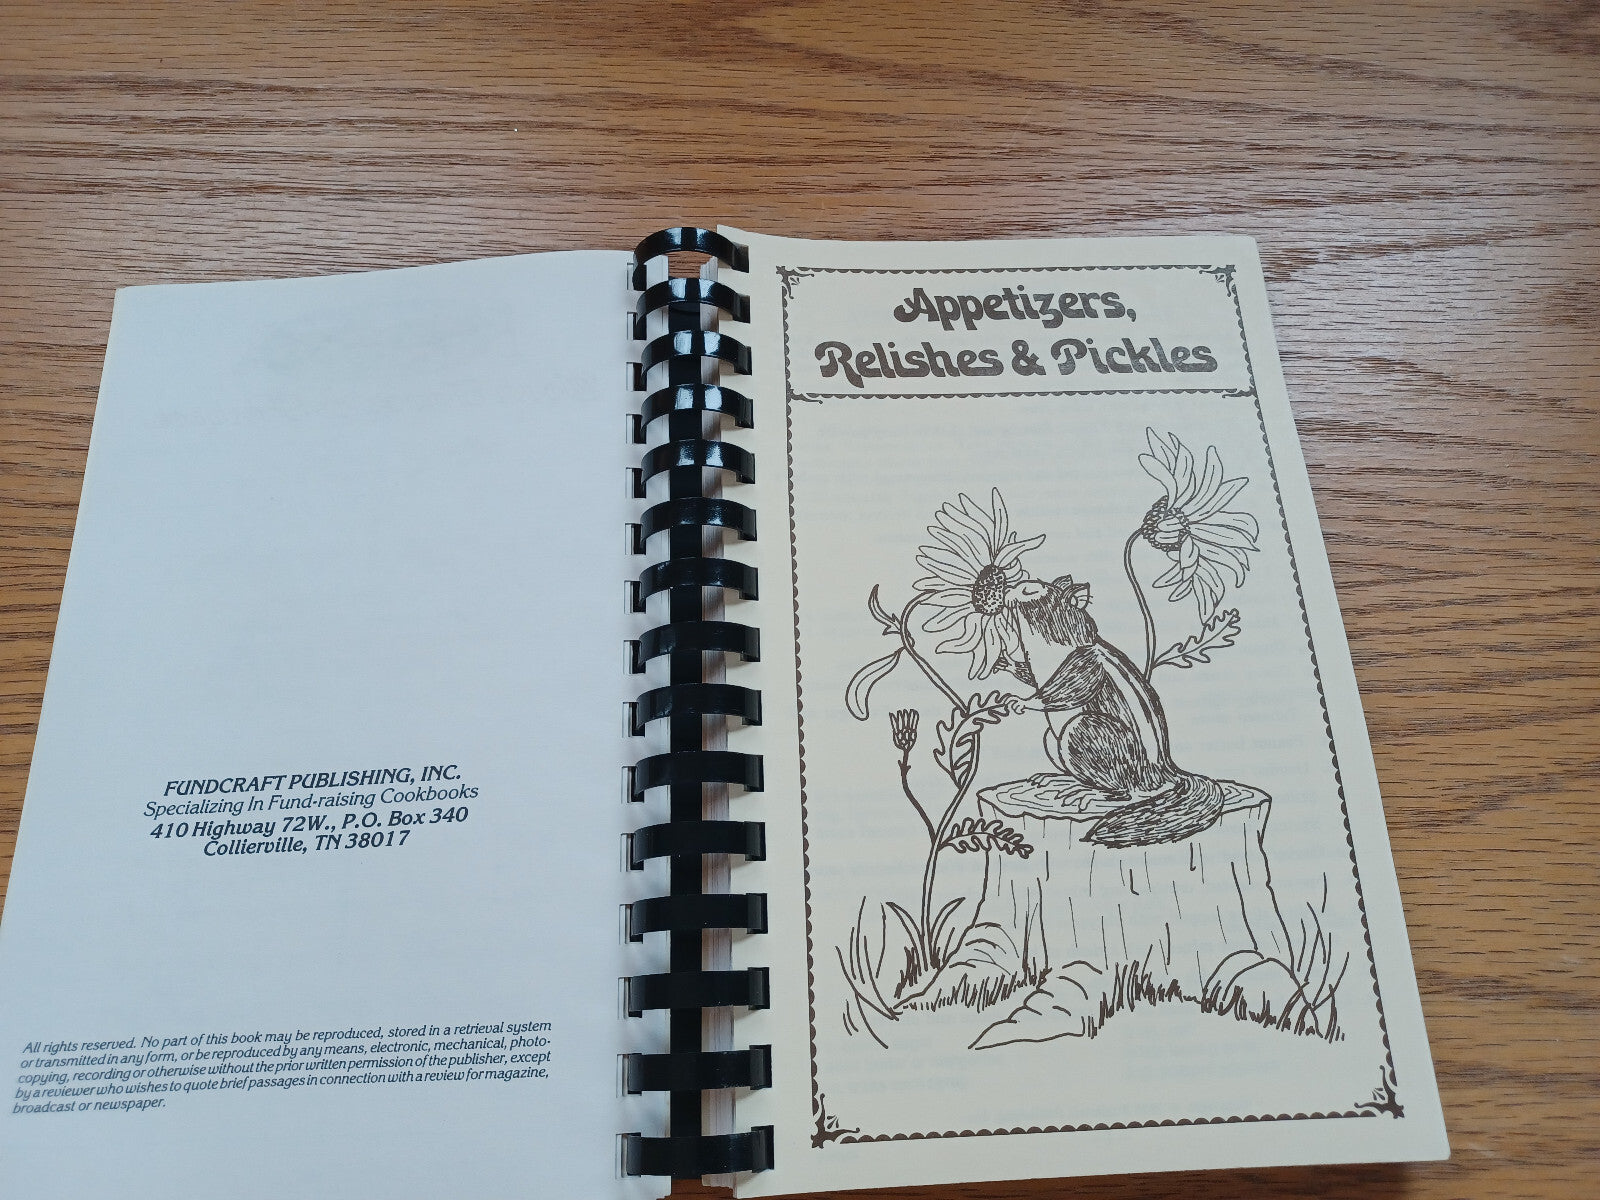 FUNDCRAFT PUBLISHING, INC.
Specializing In Fund-raising Cookbooks
410 Highway 72W., P.O. Box 340
Collierville, TN 38017
All rights reserved. No part of this book may be reproduced, stored in a retrieval system
or transmitted in any form, or be reproduced by any means, electronic, mechanical, photo-
copying, recording or otherwise without the prior written permission of the publisher, except
by a reviewer who wishes to quote brief passages in connection with a review for magazine,
broadcast or newspaper.
Appetizers,
Relishes & Pickles